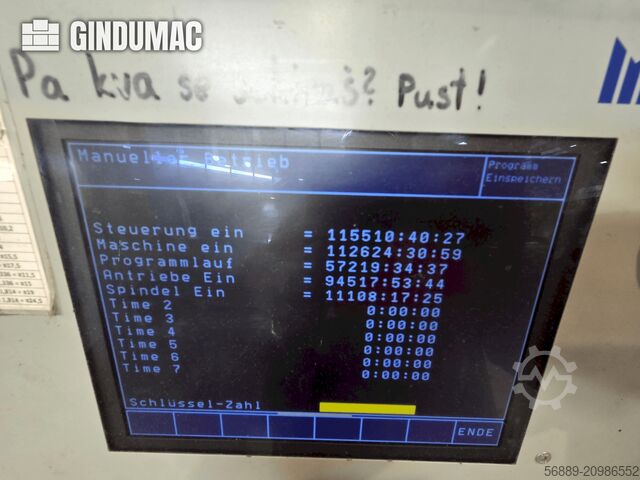 GINDUMAC
Pa kva se? Pust!
Manueller Betrieb
Programm
Einspeichern
Steuerung ein = 115510:40:27
Maschine ein = 112624:30:59
Programmlauf = 57219:34:37
Antriebe Ein = 94517:53:44
Spindel Ein = 11108:17:25
Time 2 0:00:00
Time 3 0:00:00
Time 4 0:00:00
Time 5 0:00:00
Time 6 0:00:00
Time 7 0:00:00
Schlüssel-Zahl
ENDE
56889-20986552